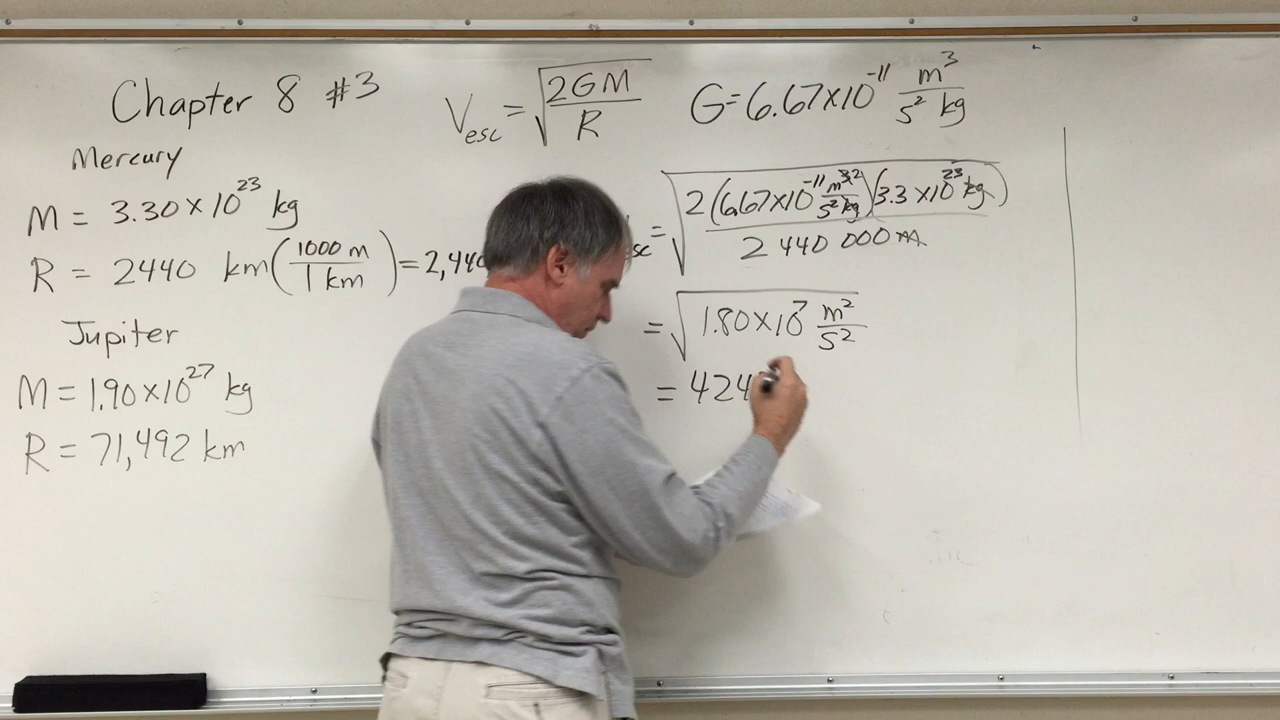 Chapter 8 #3
V_esc = √(2GM / R)
G = 6.67×10^-11 m^3 / s^2 kg
Mercury
M = 3.30 × 10^23 kg
R = 2440 km (1000 m / 1 km) = 2,440
Jupiter
M = 1.90×10^27 kg
R = 71,492 km
sc = √(2 (6.67×10^-11 m^3 2 / s^2 kg)(3.3 ×10^23 kg) / 2 440 000 m)
= √(1.80×10^7 m^2 / s^2)
= 424